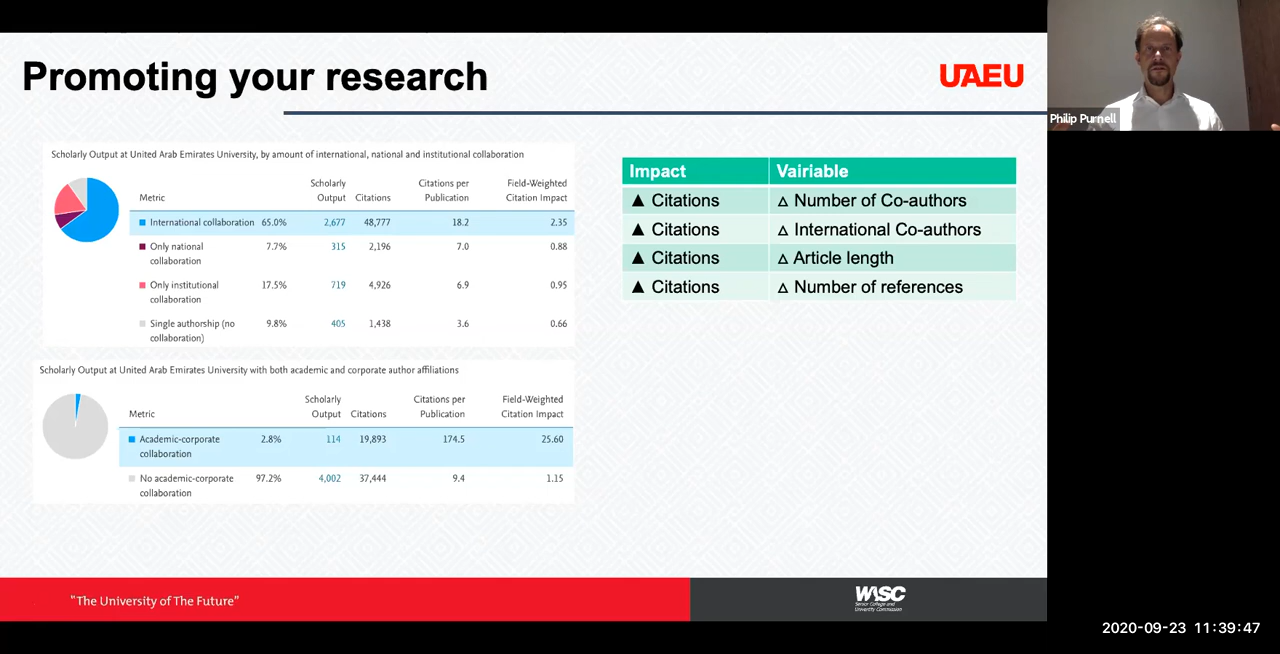 Promoting your research
UAEU
Philip Purnell
Scholarly Output at United Arab Emirates University, by amount of international, national and institutional collaboration
Metric Scholarly Output Citations Citations per Publication Field-Weighted Citation Impact
International collaboration 65.0% 2,677 48,777 18.2 2.35
Only national collaboration 7.7% 315 2,196 7.0 0.88
Only institutional collaboration 17.5% 719 4,926 6.9 0.95
Single authorship (no collaboration) 9.8% 405 1,438 3.6 0.66
Scholarly Output at United Arab Emirates University with both academic and corporate author affiliations
Metric Scholarly Output Citations Citations per Publication Field-Weighted Citation Impact
Academic-corporate collaboration 2.8% 114 19,893 174.5 25.60
No academic-corporate collaboration 97.2% 4,002 37,444 9.4 1.15
Impact Vairiable
▲ Citations △ Number of Co-authors
▲ Citations △ International Co-authors
▲ Citations △ Article length
▲ Citations △ Number of references
"The University of The Future"
WASC
Senior College and
University Commission
2020-09-23 11:39:47